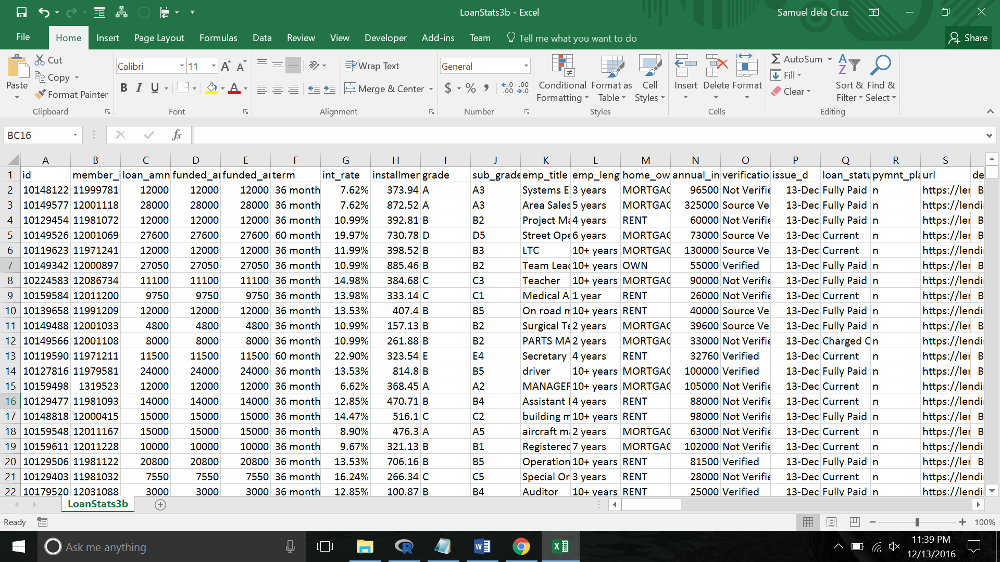 LoanStats3b - Excel
Samuel dela Cruz
File Home Insert Page Layout Formulas Data Review View Developer Add-ins Team Tell me what you want to do Share
Paste
Cut
Copy
Format Painter
Clipboard
Calibri 11
B I U
Font
Wrap Text
Merge & Center
Alignment
General
$ % ,
Number
Conditional Formatting
Format as Table
Cell Styles
Styles
Insert Delete Format
Cells
AutoSum
Fill
Clear
Sort & Filter
Find & Select
Editing
BC16 fx
A B C D E F G H I J K L M N O P Q R S
1 id member_i loan_amn funded_a funded_a term int_rate installmen grade sub_grade emp_title emp_leng home_ow annual_in verification issue_d loan_statu pymnt_pla url de
2 10148122 11999781 12000 12000 12000 36 month 7.62% 373.94 A A3 Systems E 3 years MORTGAG 96500 Not Verifie 13-Dec Fully Paid n https://ler B
3 10149577 12001118 28000 28000 28000 36 month 7.62% 872.52 A A3 Area Sales 5 years MORTGAG 325000 Source Ve 13-Dec Fully Paid n https://lendi
4 10129454 11981072 12000 12000 12000 36 month 10.99% 392.81 B B2 Project Ma 4 years RENT 60000 Not Verifie 13-Dec Fully Paid n https://ler B
5 10149526 12001069 27600 27600 27600 60 month 19.97% 730.78 D D5 Street Ope 6 years MORTGAG 73000 Source Ve 13-Dec Current n https://ler B
6 10119623 11971241 12000 12000 12000 36 month 11.99% 398.52 B B3 LTC 10+ years MORTGAG 130000 Source Ve 13-Dec Current n https://lendi
7 10149342 12000897 27050 27050 27050 36 month 10.99% 885.46 B B2 Team Lead 10+ years OWN 55000 Verified 13-Dec Fully Paid n https://ler B
8 10224583 12086734 11100 11100 11100 36 month 14.98% 384.68 C C3 Teacher 10+ years MORTGAG 90000 Not Verifie 13-Dec Fully Paid n https://lendi
9 10159584 12011200 9750 9750 9750 36 month 13.98% 333.14 C C1 Medical A 1 year RENT 26000 Not Verifie 13-Dec Current n https://ler B
10 10139658 11991209 12000 12000 12000 36 month 13.53% 407.4 B B5 On road m 10+ years RENT 40000 Source Ve 13-Dec Fully Paid n https://lendi
11 10149488 12001033 4800 4800 4800 36 month 10.99% 157.13 B B2 Surgical Te 2 years MORTGAG 39600 Source Ve 13-Dec Fully Paid n https://ler B
12 10149566 12001108 8000 8000 8000 36 month 10.99% 261.88 B B2 PARTS MA 2 years MORTGAG 33000 Not Verifie 13-Dec Charged O n https://lendi
13 10119590 11971211 11500 11500 11500 60 month 22.90% 323.54 E E4 Secretary 4 years RENT 32760 Verified 13-Dec Current n https://ler B
14 10127816 11979581 24000 24000 24000 36 month 13.53% 814.8 B B5 driver 10+ years MORTGAG 100000 Verified 13-Dec Fully Paid n https://ler B
15 10159498 1319523 12000 12000 12000 36 month 6.62% 368.45 A A2 MANAGER 10+ years MORTGAG 105000 Not Verifie 13-Dec Current n https://lendi
16 10129477 11981093 14000 14000 14000 36 month 12.85% 470.71 B B4 Assistant D 4 years RENT 88000 Not Verifie 13-Dec Current n https://lendi
17 10148818 12000415 15000 15000 15000 36 month 14.47% 516.1 C C2 building m 10+ years RENT 98000 Not Verifie 13-Dec Fully Paid n https://ler B
18 10159548 12011167 15000 15000 15000 36 month 8.90% 476.3 A A5 aircraft ma 2 years MORTGAG 63000 Not Verifie 13-Dec Current n https://ler B
19 10159611 12011228 10000 10000 10000 36 month 9.67% 321.13 B B1 Registered 7 years MORTGAG 102000 Not Verifie 13-Dec Current n https://lendi
20 10129506 11981122 20800 20800 20800 36 month 13.53% 706.16 B B5 Operation 10+ years RENT 81500 Verified 13-Dec Fully Paid n https://ler B
21 10129403 11981032 7550 7550 7550 36 month 16.24% 266.34 C C5 Special Or 3 years RENT 28000 Not Verifie 13-Dec Current n https://lendi
22 10179520 12031088 3000 3000 3000 36 month 12.85% 100.87 B B4 Auditor 10+ years RENT 25000 Verified 13-Dec Fully Paid n https://lendi
LoanStats3b
Ready 100%
Ask me anything
11:39 PM
12/13/2016